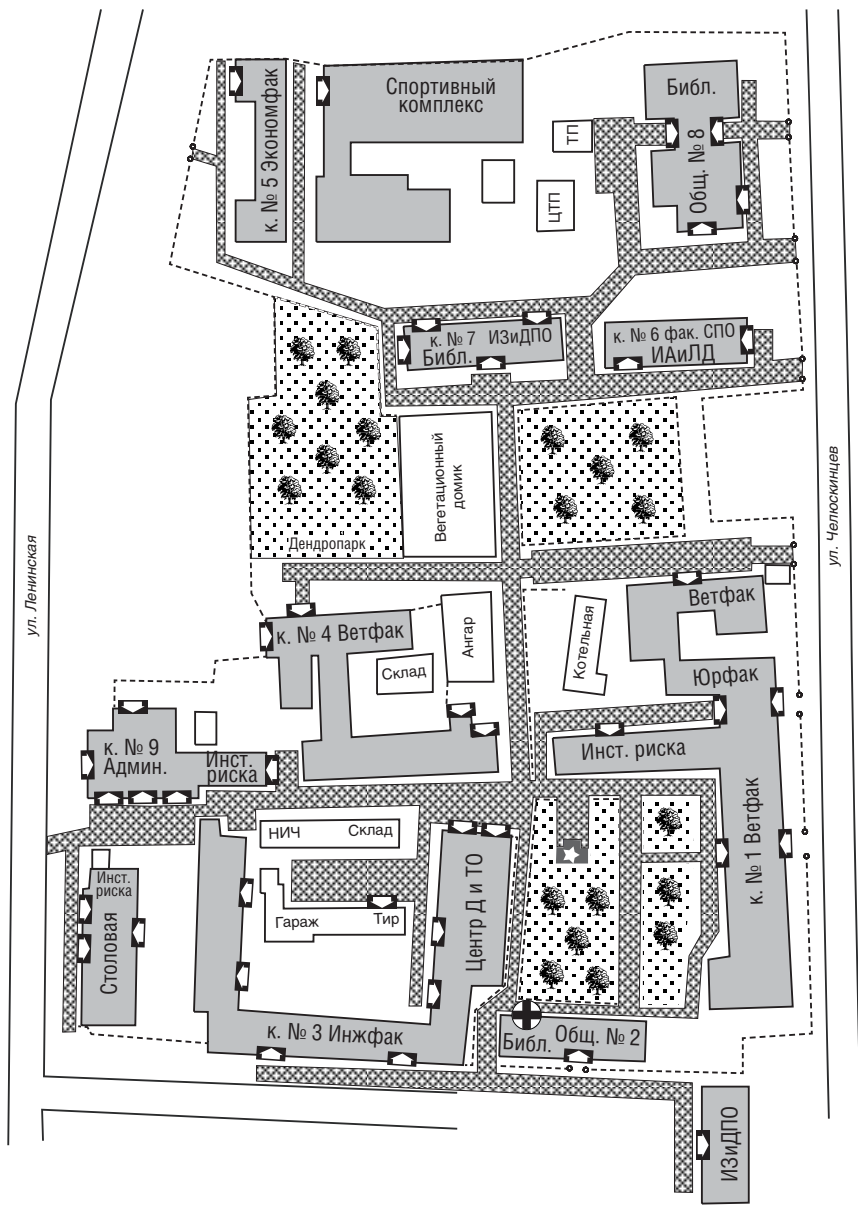 Спортивный
комплекс
Библ.
к. № 5 Экономфак
ТП
ЦТП
Общ. № 8
к. № 7 ИЗиДПО
Библ.
к. № 6 фак. СПО
ИАиЛД
Вегетационный
домик
Дендропарк
ул. Ленинская
ул. Челюскинцев
Ветфак
к. № 4 Ветфак
Ангар
Склад
Котельная
Юрфак
к. № 9
Админ.
Инст.
риска
Инст. риска
НИЧ
Склад
Инст.
риска
Столовая
Гараж
Тир
Центр Д и ТО
к. № 1 Ветфак
к. № 3 Инжфак
Библ.
Общ. № 2
ИЗиДПО